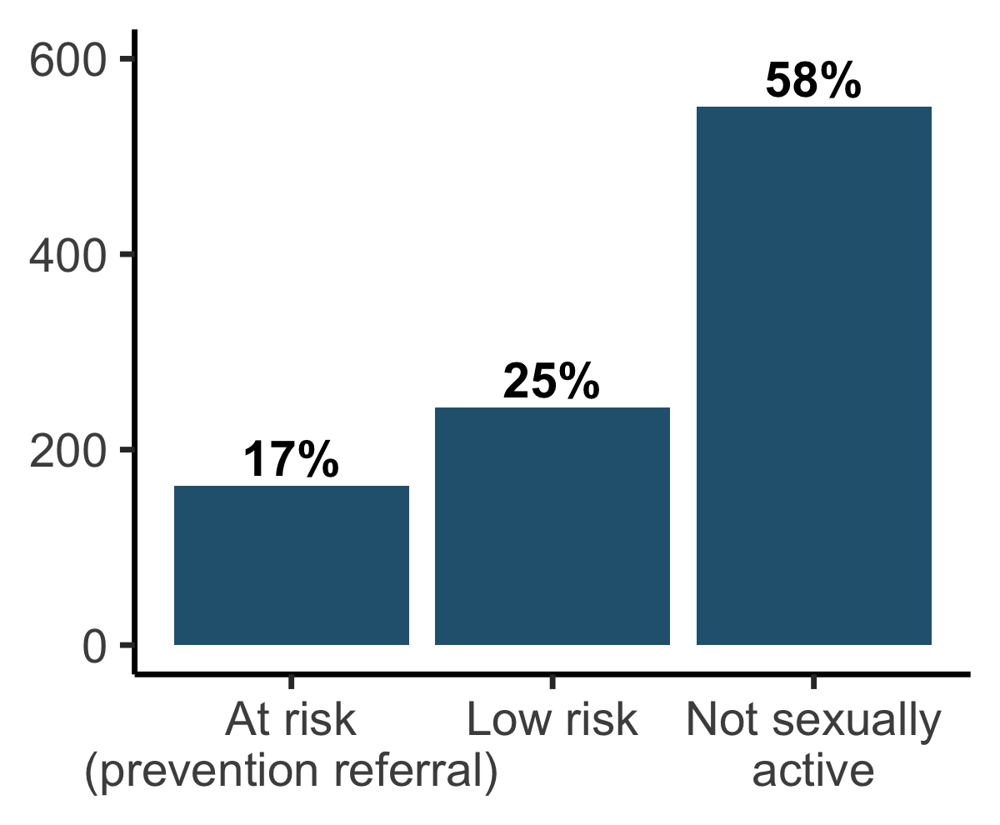 600
400
200
0
17%
25%
58%
At risk
(prevention referral)
Low risk
Not sexually
active